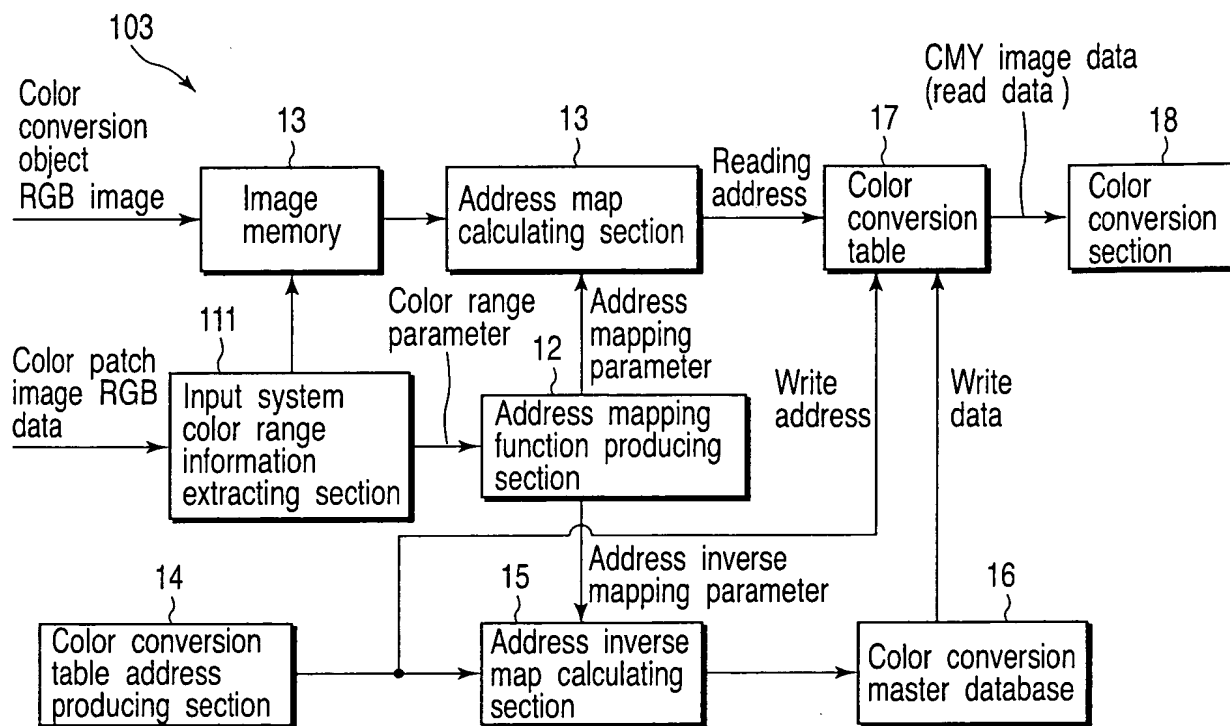 103
Color
conversion
object
RGB image
13
Image
memory
13
Address map
calculating section
Reading
address
17
Color
conversion
table
CMY image data
(read data )
18
Color
conversion
section
Color patch
image RGB
data
111
Input system
color range
information
extracting section
Color range
parameter
12
Address
mapping
parameter
Address mapping
function producing
section
Write
address
Write
data
Address inverse
mapping parameter
14
Color conversion
table address
producing section
15
Address inverse
map calculating
section
16
Color conversion
master database